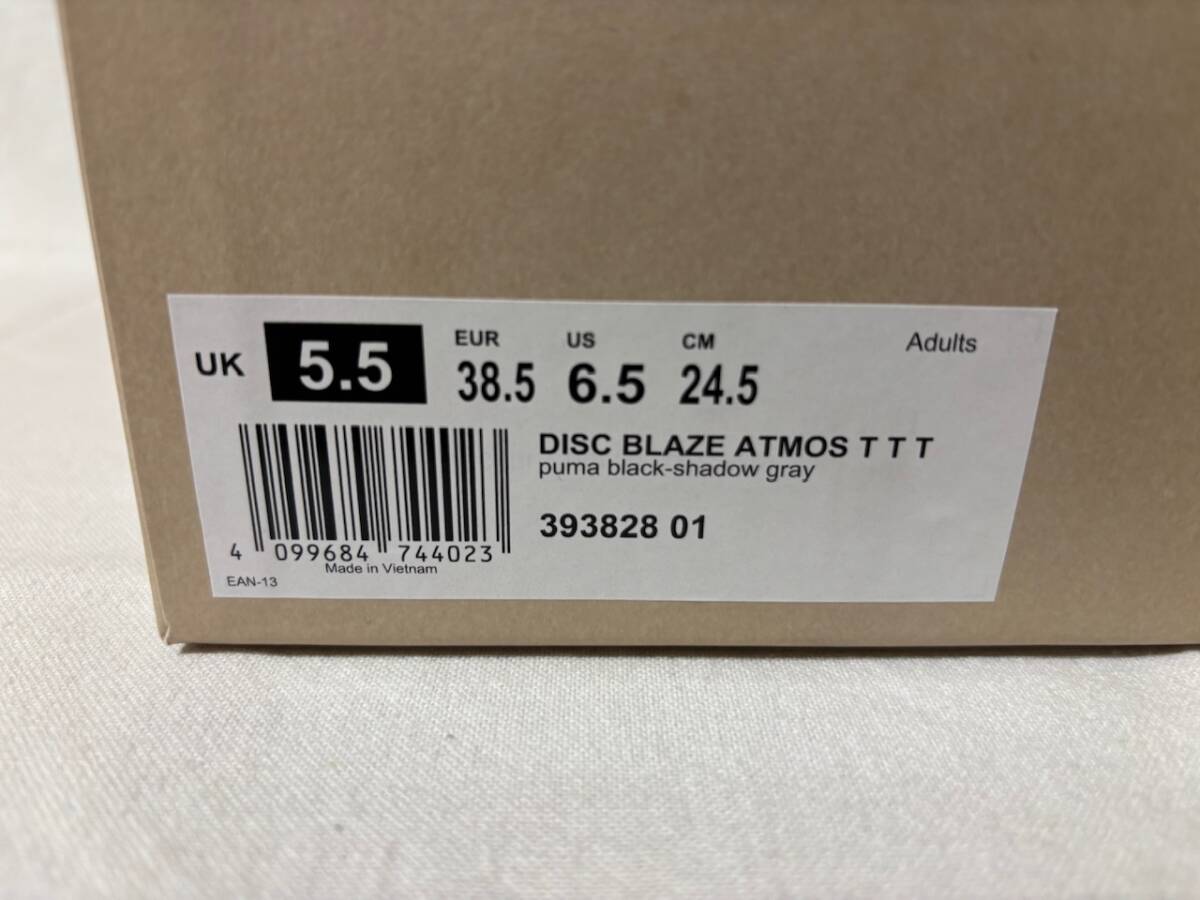 UK 5.5 EUR 38.5 US 6.5 CM 24.5 Adults
DISC BLAZE ATMOS T T T
puma black-shadow gray
393828 01
4 099684 744023
Made in Vietnam
EAN-13